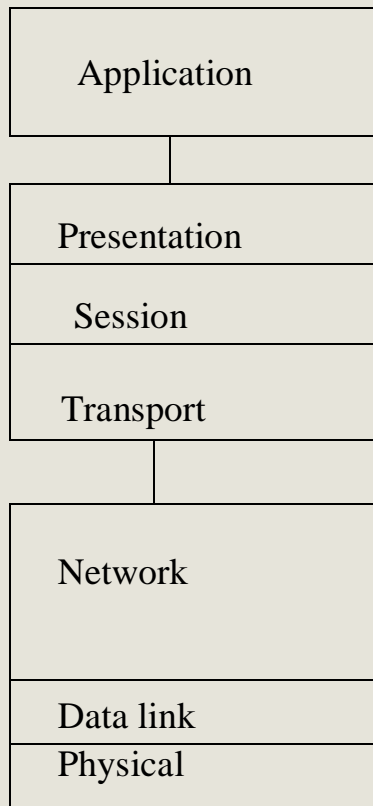 Application
Presentation
Session
Transport
Network
Data link
Physical